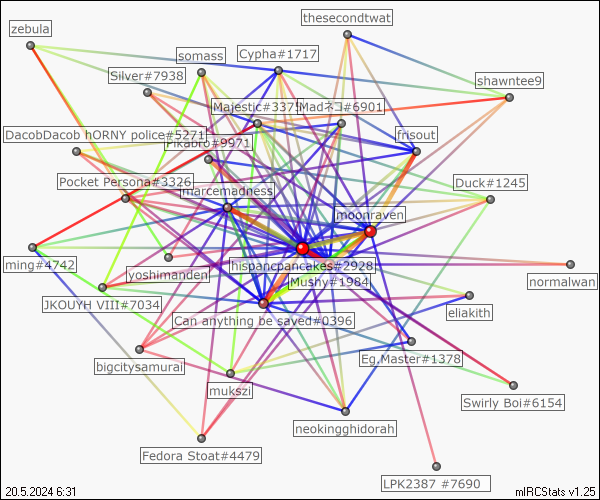 thesecondtwat
zebula
somass
Cypha#1717
Silver#7938
shawntee9
Majestic#3375
Madネコ#6901
DacobDacob hORNY police#5271
Pikabro#9971
frisout
Pocket Persona#3326
marcemadness
Duck#1245
moonraven
ming#4742
yoshimanden
hispancpancakes#2928
normalwan
Mushy#1984
JKOUYH VIII#7034
eliakith
Can anything be saved#0396
bigcitysamurai
Eg.Master#1378
mukszi
Swirly Boi#6154
neokingghidorah
Fedora Stoat#4479
LPK2387 #7690
20.5.2024 6:31
mIRCStats v1.25